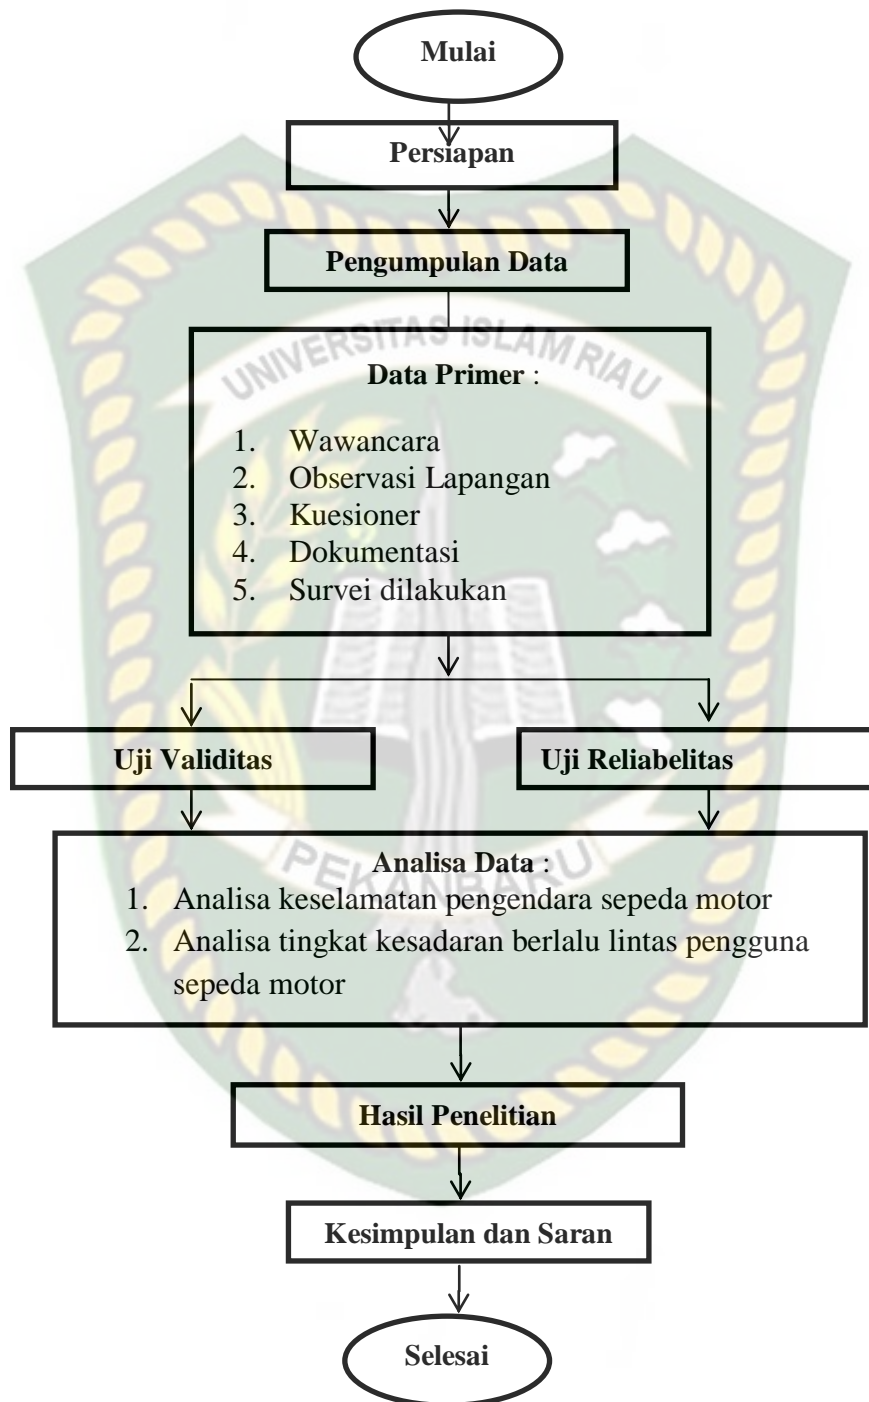 Mulai
Persiapan
Pengumpulan Data
UNIVERSITAS ISLAM RIAU
Data Primer :
1. Wawancara
2. Observasi Lapangan
3. Kuesioner
4. Dokumentasi
5. Survei dilakukan
Uji Validitas
Uji Reliabelitas
PEKANBARU
Analisa Data :
1. Analisa keselamatan pengendara sepeda motor
2. Analisa tingkat kesadaran berlalu lintas pengguna
sepeda motor
Hasil Penelitian
Kesimpulan dan Saran
Selesai